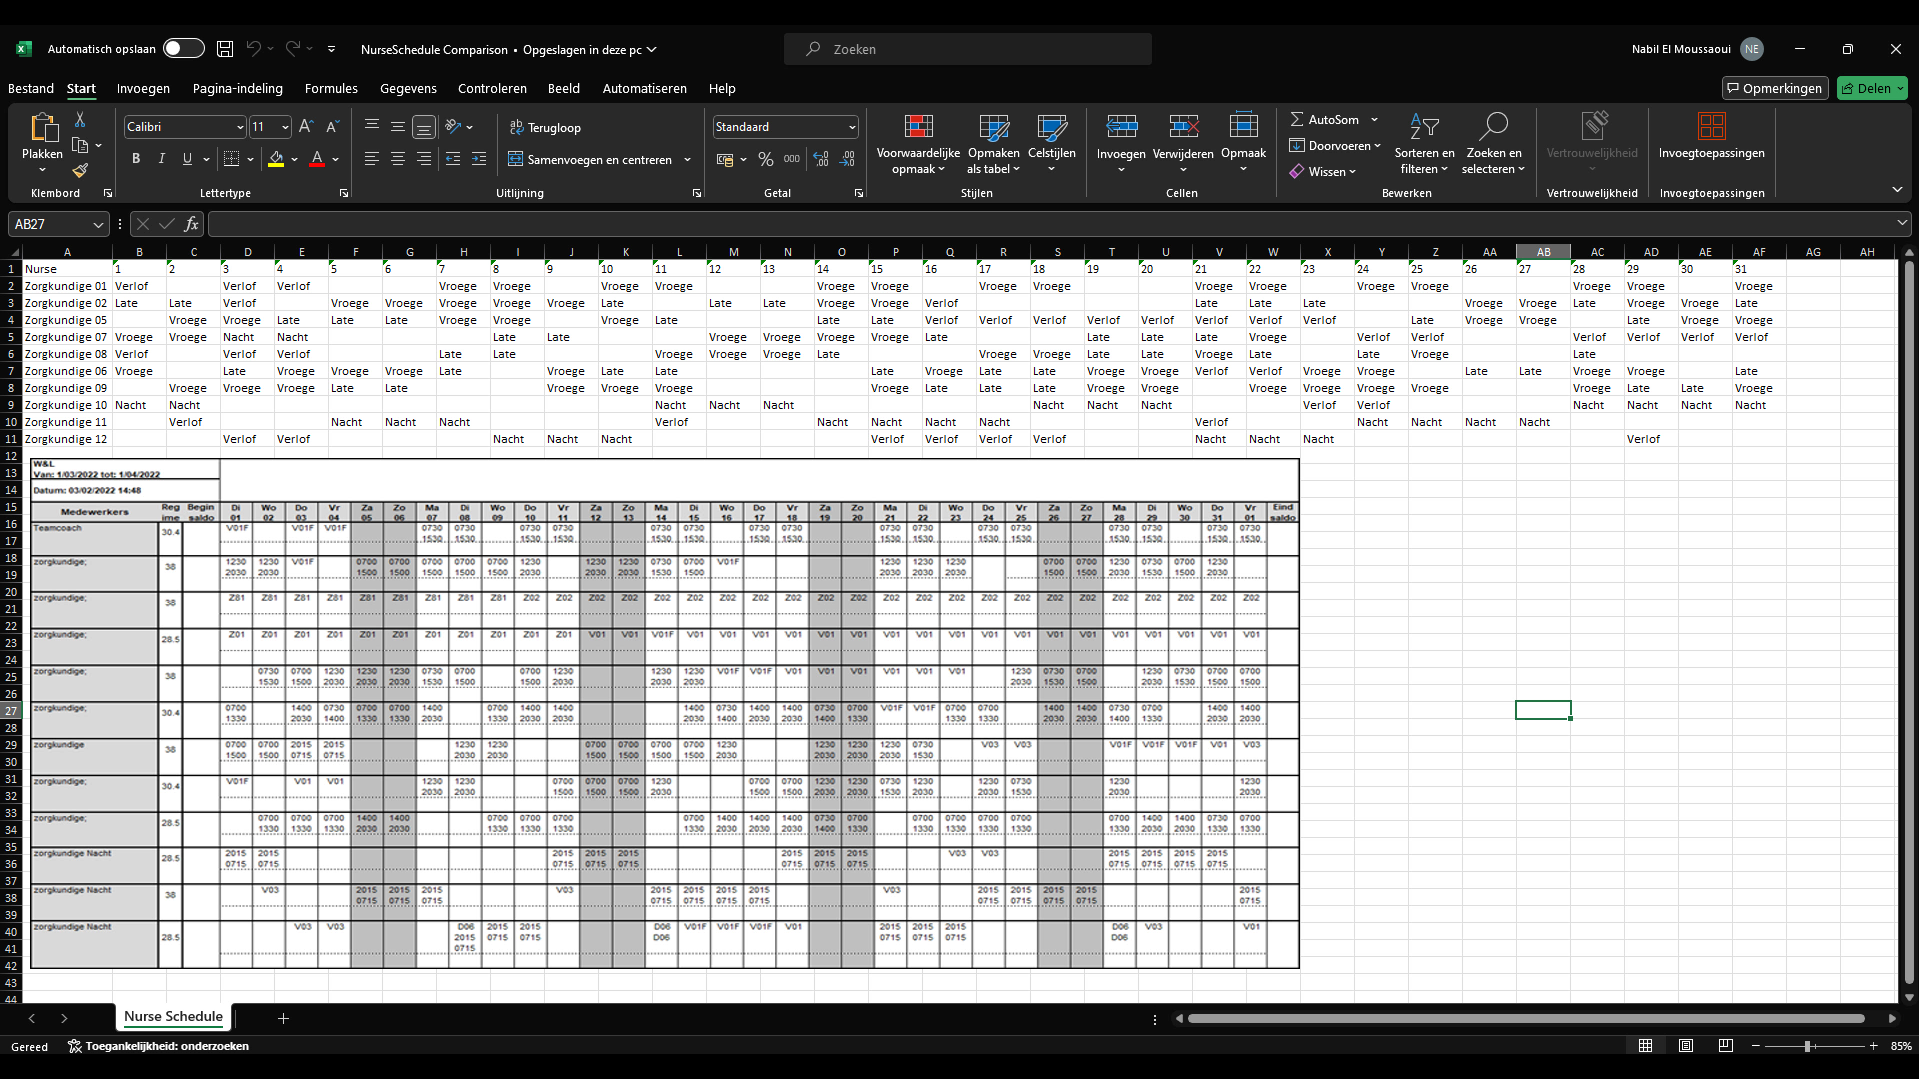 Automatisch opslaan NurseSchedule Comparison • Opgeslagen in deze pc Zoeken Nabil El Moussaoui NE
Bestand Start Invoegen Pagina-indeling Formules Gegevens Controleren Beeld Automatiseren Help Opmerkingen Delen
Plakken Calibri 11 Terugloop Standaard Voorwaardelijke opmaak Opmaken als tabel Celstijlen Invoegen Verwijderen Opmaak AutoSom Doorvoeren Wissen Sorteren en filteren Zoeken en selecteren Vertrouwelijkheid Invoegtoepassingen
B I U Samenvoegen en centreren % 000
Klembord Lettertype Uitlijning Getal Stijlen Cellen Bewerken Vertrouwelijkheid Invoegtoepassingen
AB27 fx
A B C D E F G H I J K L M N O P Q R S T U V W X Y Z AA AB AC AD AE AF AG AH
1 Nurse 1 2 3 4 5 6 7 8 9 10 11 12 13 14 15 16 17 18 19 20 21 22 23 24 25 26 27 28 29 30 31
2 Zorgkundige 01 Verlof Verlof Verlof Vroege Vroege Vroege Vroege Vroege Vroege Vroege Vroege Vroege Vroege Vroege Vroege Vroege Vroege Vroege
3 Zorgkundige 02 Late Late Verlof Vroege Vroege Vroege Vroege Vroege Late Late Late Vroege Vroege Verlof Late Late Late Vroege Vroege Late Vroege Vroege Late
4 Zorgkundige 05 Vroege Vroege Late Late Late Vroege Vroege Vroege Late Late Late Verlof Verlof Verlof Verlof Verlof Verlof Verlof Verlof Late Vroege Vroege Late Vroege Vroege
5 Zorgkundige 07 Vroege Vroege Nacht Nacht Late Late Vroege Vroege Vroege Vroege Late Late Late Late Vroege Verlof Verlof Verlof Verlof Verlof Verlof
6 Zorgkundige 08 Verlof Verlof Verlof Late Late Vroege Vroege Vroege Late Vroege Vroege Late Late Vroege Late Late Vroege Late
7 Zorgkundige 06 Vroege Late Vroege Vroege Vroege Late Vroege Late Late Late Vroege Late Late Vroege Vroege Verlof Verlof Vroege Vroege Late Late Vroege Vroege Late
8 Zorgkundige 09 Vroege Vroege Vroege Late Late Vroege Vroege Vroege Vroege Late Late Late Vroege Vroege Vroege Vroege Vroege Vroege Vroege Late Late Vroege
9 Zorgkundige 10 Nacht Nacht Nacht Nacht Nacht Nacht Nacht Nacht Verlof Verlof Nacht Nacht Nacht Nacht
10 Zorgkundige 11 Verlof Nacht Nacht Nacht Verlof Nacht Nacht Nacht Nacht Verlof Nacht Nacht Nacht Nacht
11 Zorgkundige 12 Verlof Verlof Nacht Nacht Nacht Verlof Verlof Verlof Verlof Nacht Nacht Nacht Verlof
W&L
Van: 1/03/2022 tot: 1/04/2022
Datum: 03/02/2022 14:48
Medewerkers Reg ime Begin saldo Di 01 Wo 02 Do 03 Vr 04 Za 05 Zo 06 Ma 07 Di 08 Wo 09 Do 10 Vr 11 Za 12 Zo 13 Ma 14 Di 15 Wo 16 Do 17 Vr 18 Za 19 Zo 20 Ma 21 Di 22 Wo 23 Do 24 Vr 25 Za 26 Zo 27 Ma 28 Di 29 Wo 30 Do 31 Vr 01 Eind saldo
Teamcoach 30.4 V01F V01F V01F 0730 0730 0730 0730 0730 0730 0730 0730 0730 0730 0730 0730 0730 0730 0730
1530 1530 1530 1530 1530 1530 1530 1530 1530 1530 1530 1530 1530 1530 1530
zorgkundige; 38 1230 1230 V01F 0700 0700 0700 0700 0700 1230 1230 1230 0730 0700 V01F 1230 1230 1230 0700 0700 1230 0730 0700 1230
2030 2030 1500 1500 1500 1500 1500 2030 2030 2030 1530 1500 2030 2030 2030 1500 1500 2030 1530 1500 2030
zorgkundige; 38 Z81 Z81 Z81 Z81 Z81 Z81 Z81 Z81 Z02 Z02 Z02 Z02 Z02 Z02 Z02 Z02 Z02 Z02 Z02 Z02 Z02 Z02 Z02 Z02 Z02 Z02 Z02 Z02 Z02 Z02 Z02 Z02
zorgkundige; 28.5 Z01 Z01 Z01 Z01 Z01 Z01 Z01 Z01 Z01 Z01 Z01 V01 V01 V01F V01 V01 V01 V01 V01 V01 V01 V01 V01 V01 V01 V01 V01 V01 V01 V01 V01 V01
zorgkundige; 38 0730 0700 1230 1230 1230 0730 0700 0700 1230 1230 1230 V01F V01F V01 V01 V01 V01 V01 V01 1230 0730 0700 1230 0730 0700 0700
1530 1500 2030 2030 2030 1530 1500 1500 2030 2030 2030 2030 1530 1500 2030 1530 1500 1500
zorgkundige; 30.4 0700 1400 0730 0700 0700 1400 0700 1400 1400 1400 0730 1400 1400 0730 0700 V01F V01F 0700 0700 1400 1400 0730 0700 1400 1400
1330 2030 1400 1330 1330 2030 1330 2030 2030 2030 1400 2030 2030 1400 1330 1330 1330 2030 2030 1400 1330 2030 2030
zorgkundige 38 0700 0700 2015 2015 1230 1230 0700 0700 0700 0700 1230 1230 1230 1230 0730 V03 V03 V01F V01F V01F V01 V03
1500 1500 0715 0715 2030 2030 1500 1500 1500 1500 2030 2030 2030 2030 1530
zorgkundige; 30.4 V01F V01 V01 1230 1230 0700 0700 0700 1230 0700 0700 1230 1230 0730 1230 1230 0730 1230 1230
2030 2030 1500 1500 1500 2030 1500 1500 2030 2030 1530 2030 2030 1530 2030 2030
zorgkundige; 28.5 0700 0700 0700 1400 1400 0700 0700 0700 0700 1400 1400 1400 0730 0700 0700 0700 0700 0700 0700 1400 1400 0730 0700
1330 1330 1330 2030 2030 1330 1330 1330 1330 2030 2030 2030 1400 1330 1330 1330 1330 1330 1330 2030 2030 1330 1330
zorgkundige Nacht 28.5 2015 2015 2015 2015 2015 2015 2015 2015 V03 V03 2015 2015 2015 2015
0715 0715 0715 0715 0715 0715 0715 0715 0715 0715 0715 0715
zorgkundige Nacht 38 V03 2015 2015 2015 V03 2015 2015 2015 2015 V03 2015 2015 2015 2015 2015
0715 0715 0715 0715 0715 0715 0715 0715 0715 0715 0715 0715
zorgkundige Nacht 28.5 V03 V03 D06 2015 2015 D06 V01F V01F V01F V01 2015 2015 2015 D06 V03 V01
2015 0715 0715 D06 0715 0715 0715 D06
0715
12
13
14
15
16
17
18
19
20
21
22
23
24
25
26
27
28
29
30
31
32
33
34
35
36
37
38
39
40
41
42
43
44
Nurse Schedule
Gereed Toegankelijkheid: onderzoeken 85%